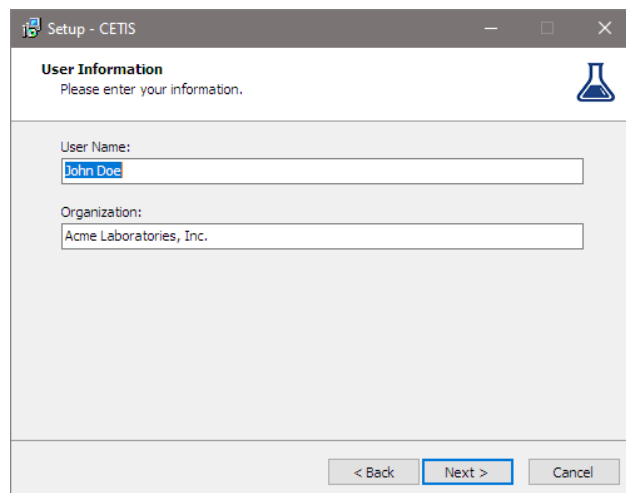 Setup - CETIS
User Information
Please enter your information.
User Name:
John Doe
Organization:
Acme Laboratories, Inc.
< Back
Next >
Cancel